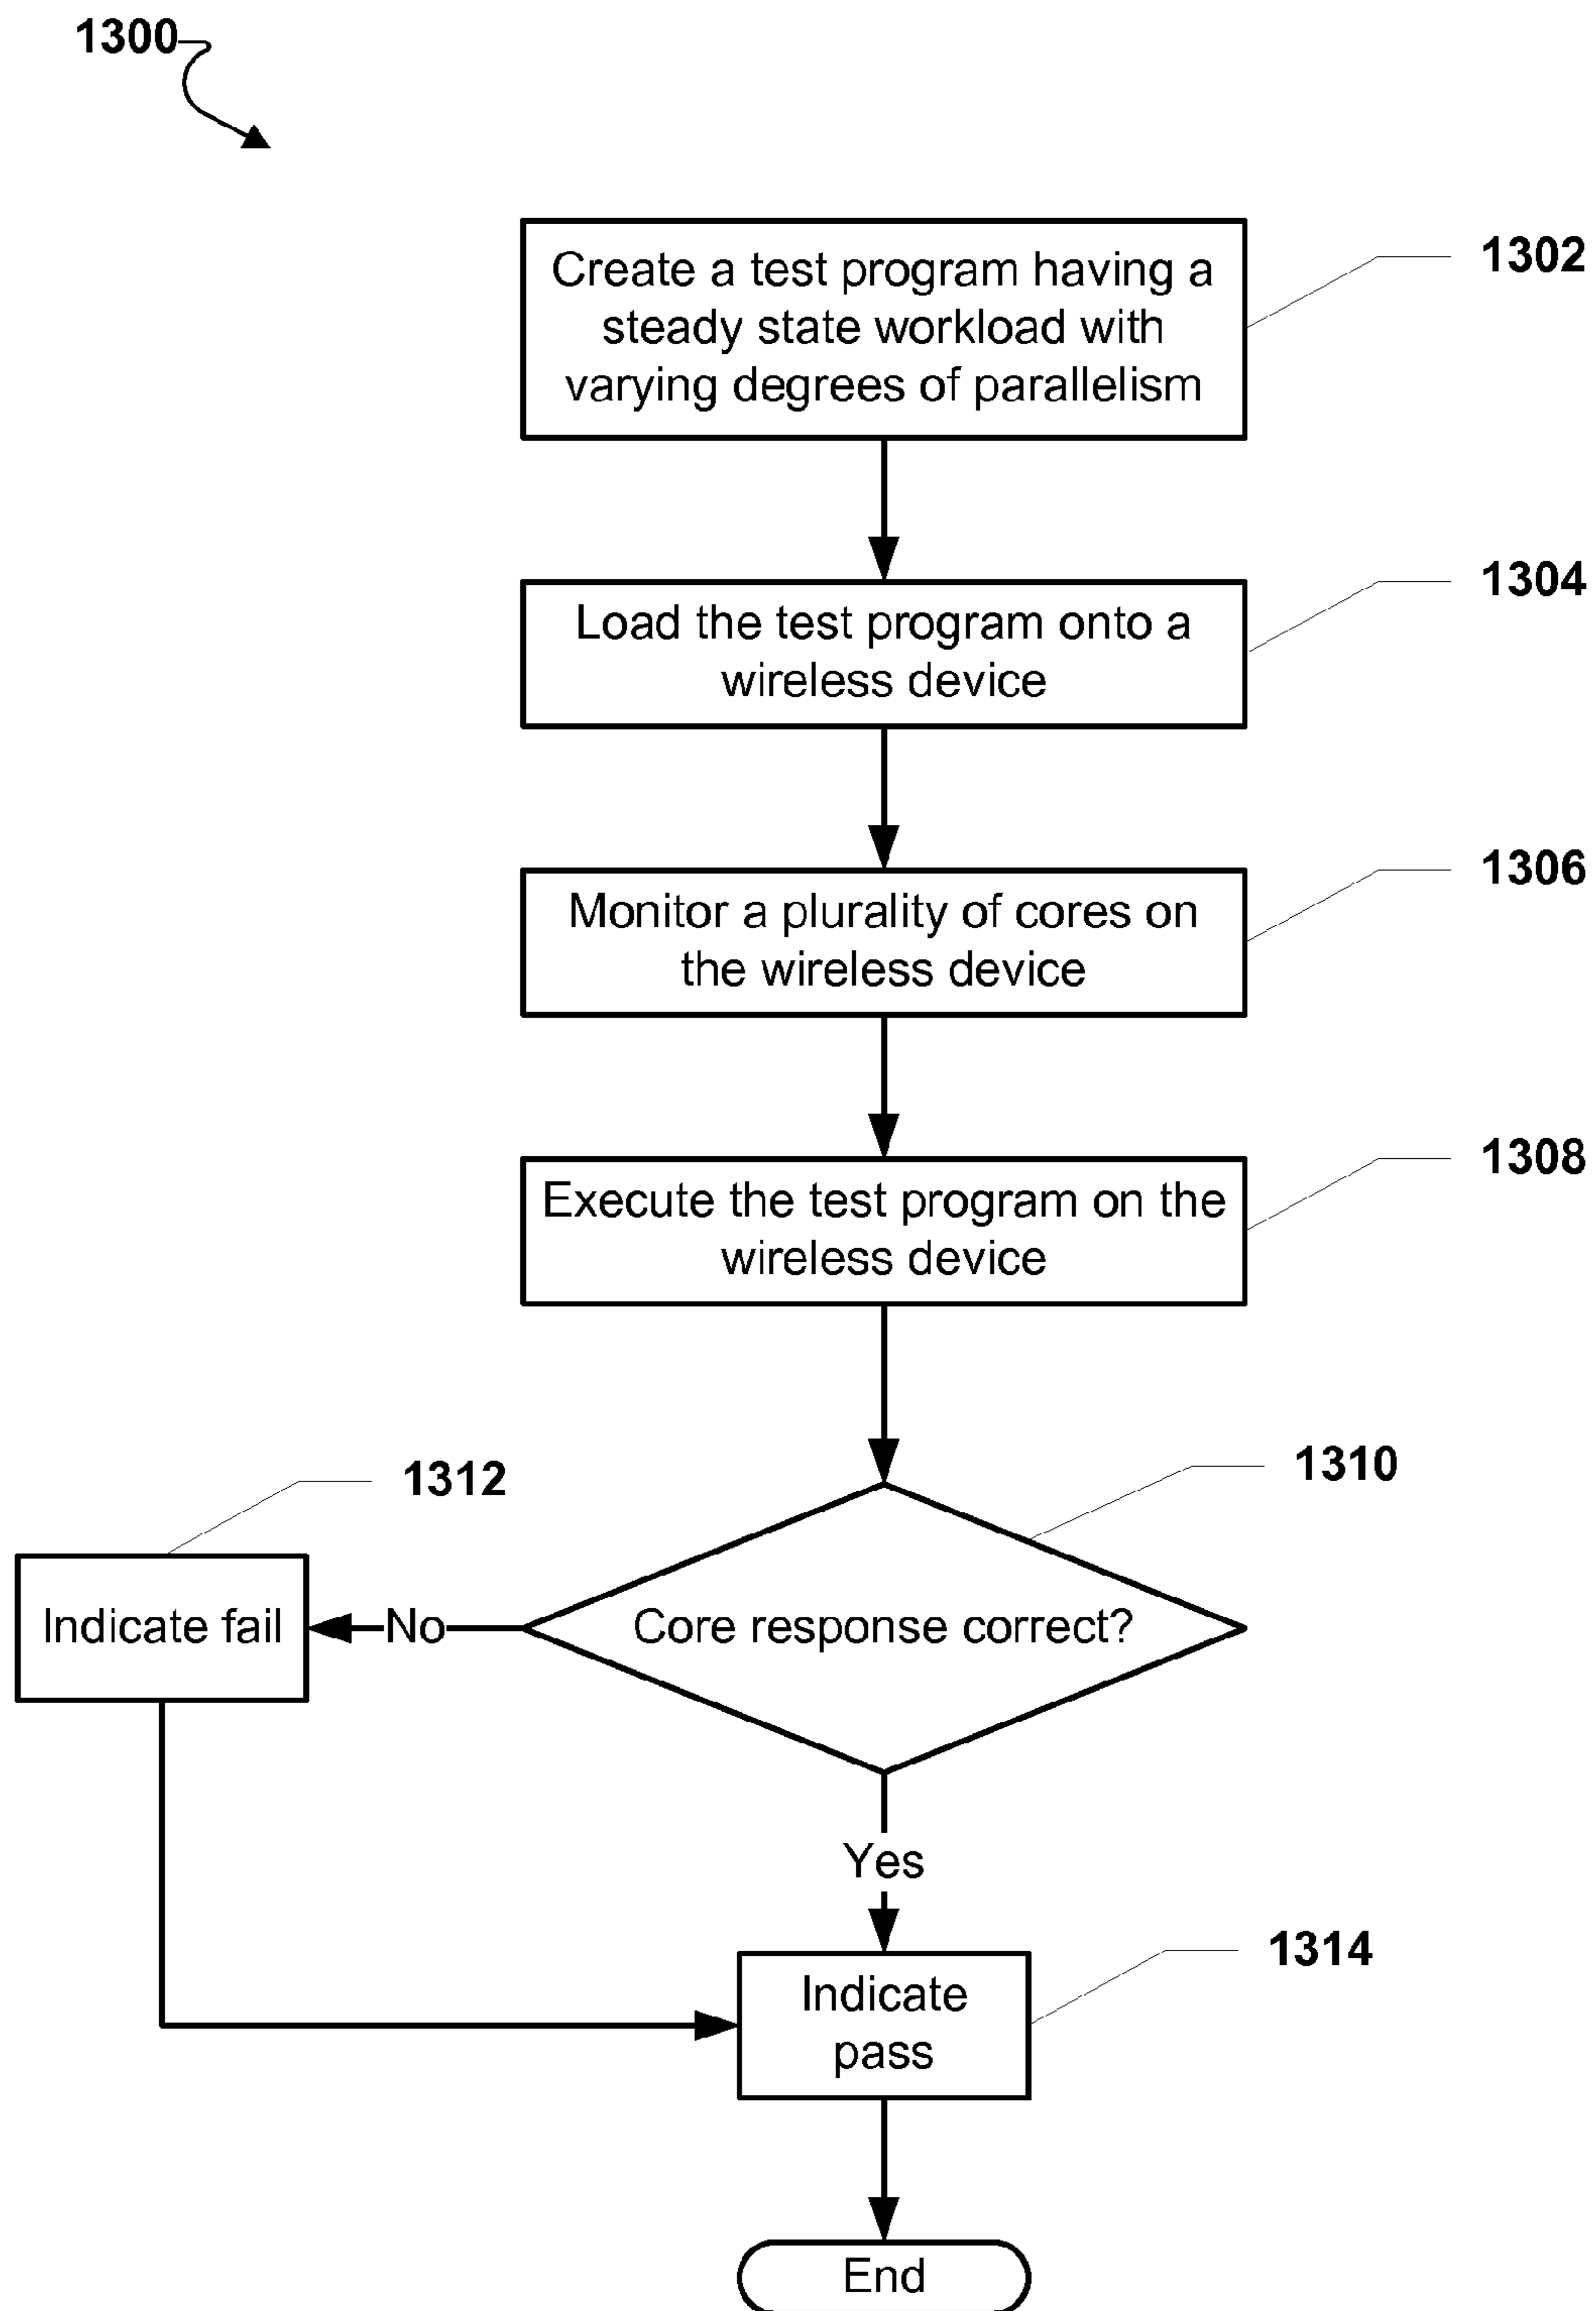 1300
Create a test program having a
steady state workload with
varying degrees of parallelism
1302
Load the test program onto a
wireless device
1304
Monitor a plurality of cores on
the wireless device
1306
Execute the test program on the
wireless device
1308
Core response correct?
1310
No
Indicate fail
1312
Yes
Indicate
pass
1314
End